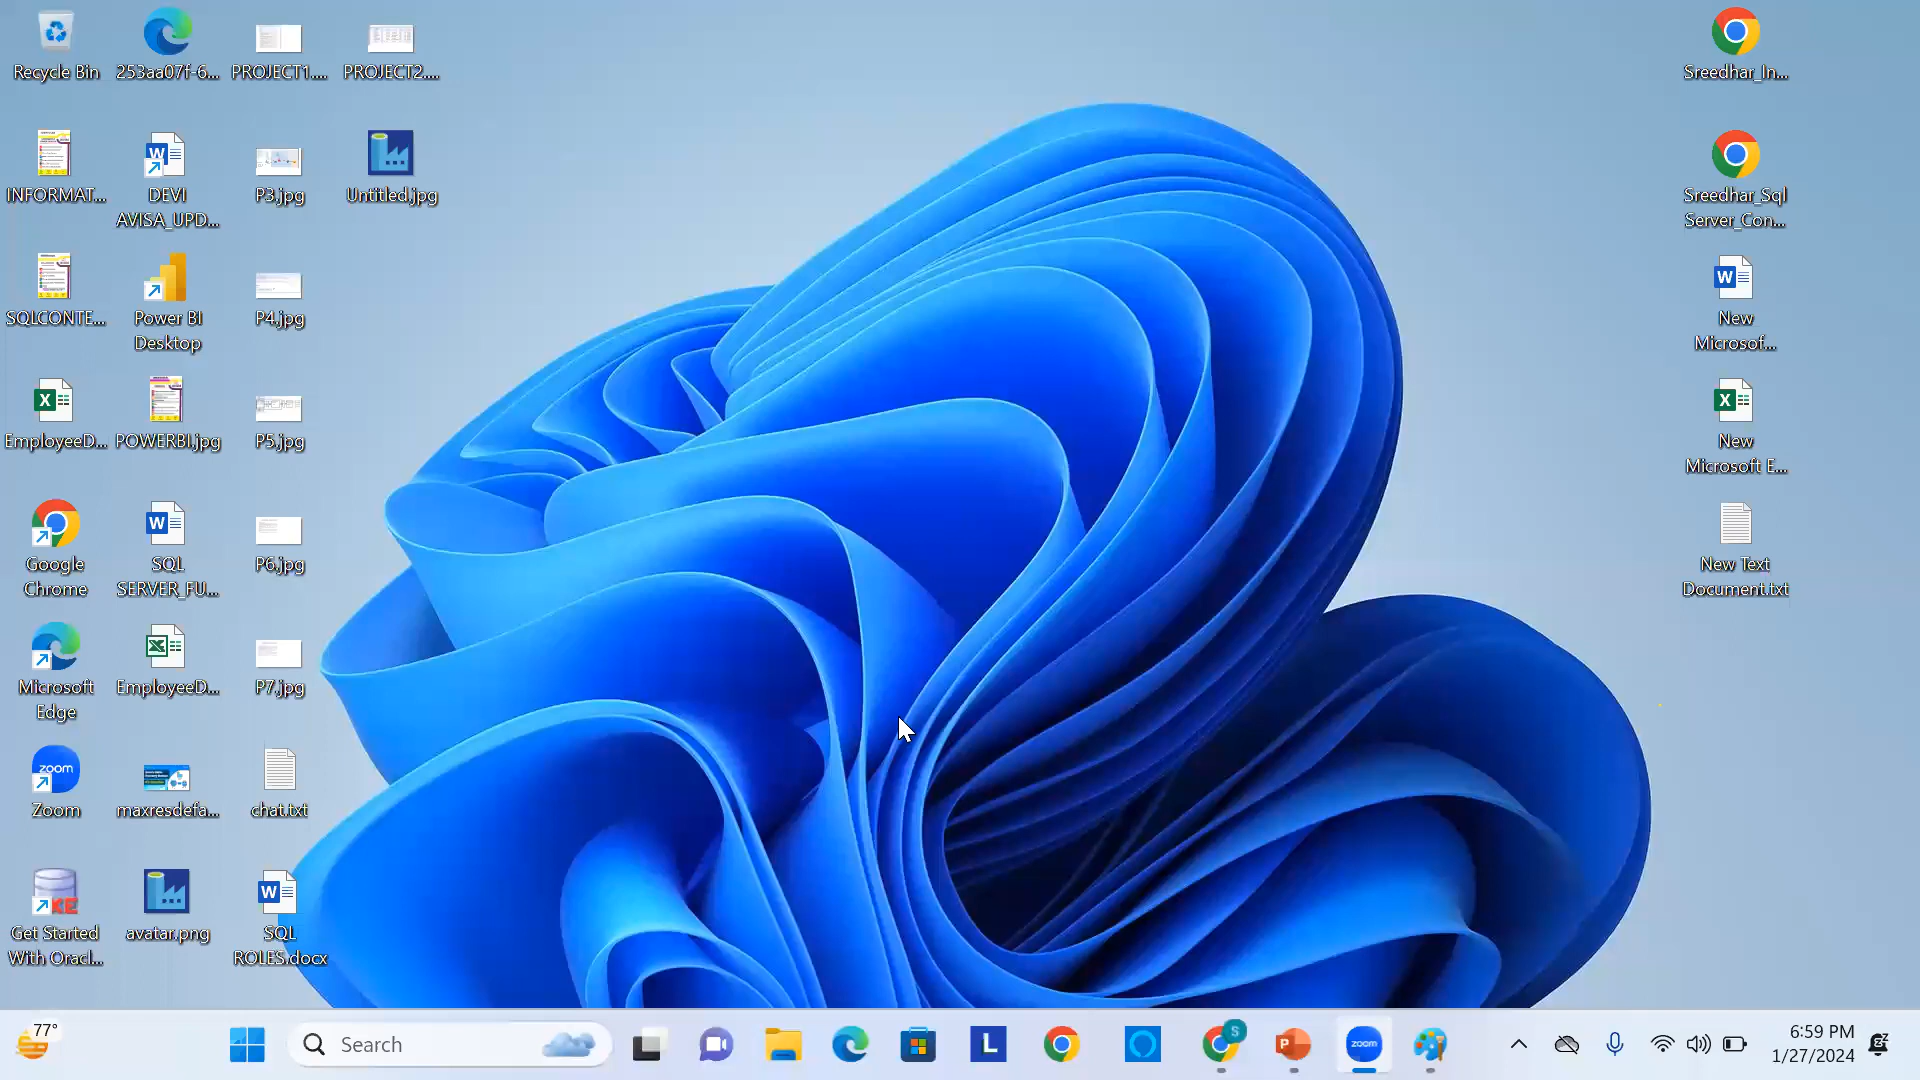 Recycle Bin
253aa07f-6...
PROJECT1....
PROJECT2....
INFORMAT...
DEVI
AVISA_UPD...
P3.jpg
Untitled.jpg
SQLCONTE...
Power BI
Desktop
P4.jpg
EmployeeD...
POWERBI.jpg
P5.jpg
Google
Chrome
SQL
SERVER_FU...
P6.jpg
Microsoft
Edge
EmployeeD...
P7.jpg
zoom
Zoom
maxresdefa...
chat.txt
XE
Get Started
With Oracl...
avatar.png
SQL
ROLES.docx
Sreedhar_In...
Sreedhar_Sql
Server_Con...
New
Microsof...
New
Microsoft E...
New Text
Document.txt
77°
Search
L
S
P
zoom
6:59 PM
1/27/2024